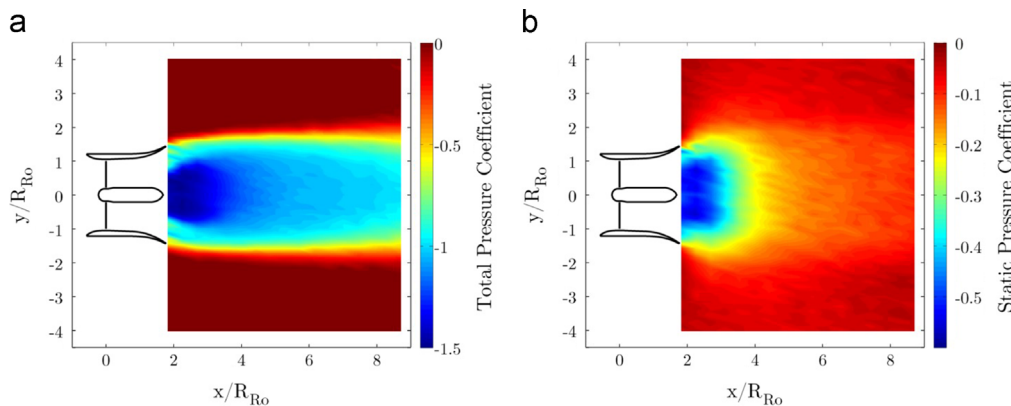 a
4
3
2
1
0
-1
-2
-3
-4
y/R_Ro
0 2 4 6 8
x/R_Ro
0
-0.5
-1
-1.5
Total Pressure Coefficient
b
4
3
2
1
0
-1
-2
-3
-4
y/R_Ro
0 2 4 6 8
x/R_Ro
0
-0.1
-0.2
-0.3
-0.4
-0.5
Static Pressure Coefficient